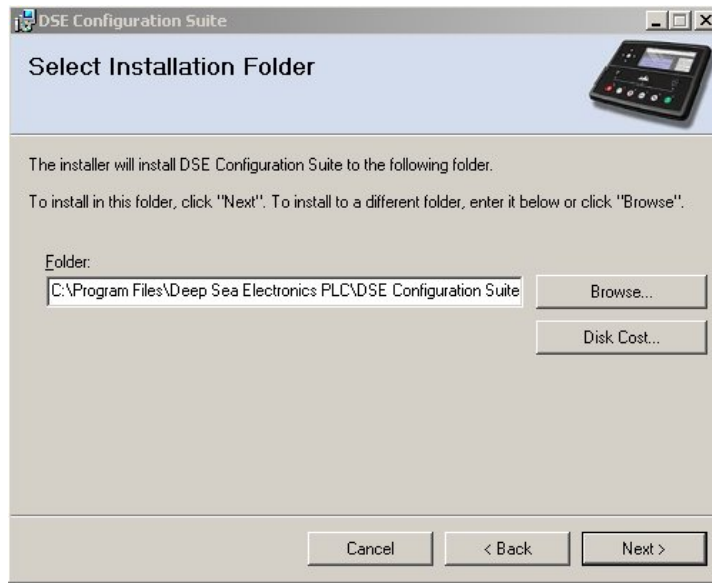 DSE Configuration Suite
Select Installation Folder
The installer will install DSE Configuration Suite to the following folder.
To install in this folder, click "Next". To install to a different folder, enter it below or click "Browse".
Folder:
C:\Program Files\Deep Sea Electronics PLC\DSE Configuration Suite
Browse...
Disk Cost...
Cancel
< Back
Next >